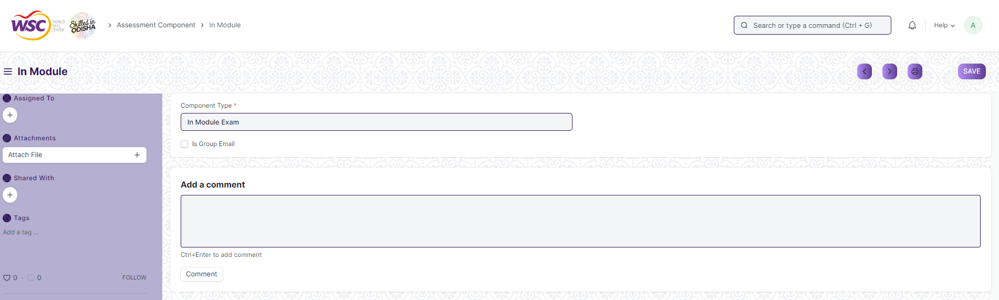 WSC WORLD SKILL CENTER
Skilled in ODISHA
Assessment Component
In Module
Search or type a command (Ctrl + G)
Help
A
In Module
SAVE
Assigned To
Attachments
Attach File
Shared With
Tags
Add a tag ...
0 · 0
FOLLOW
Component Type *
In Module Exam
Is Group Email
Add a comment
Ctrl+Enter to add comment
Comment